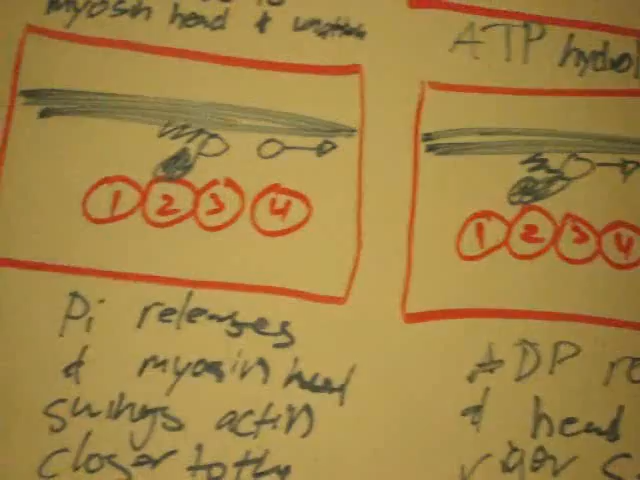 myosin head &
ATP hydrol
1 2 3 4
1 2 3 4
Pi releases
& myosin head
swings actin
closer to the
ADP re
& head
rigor s